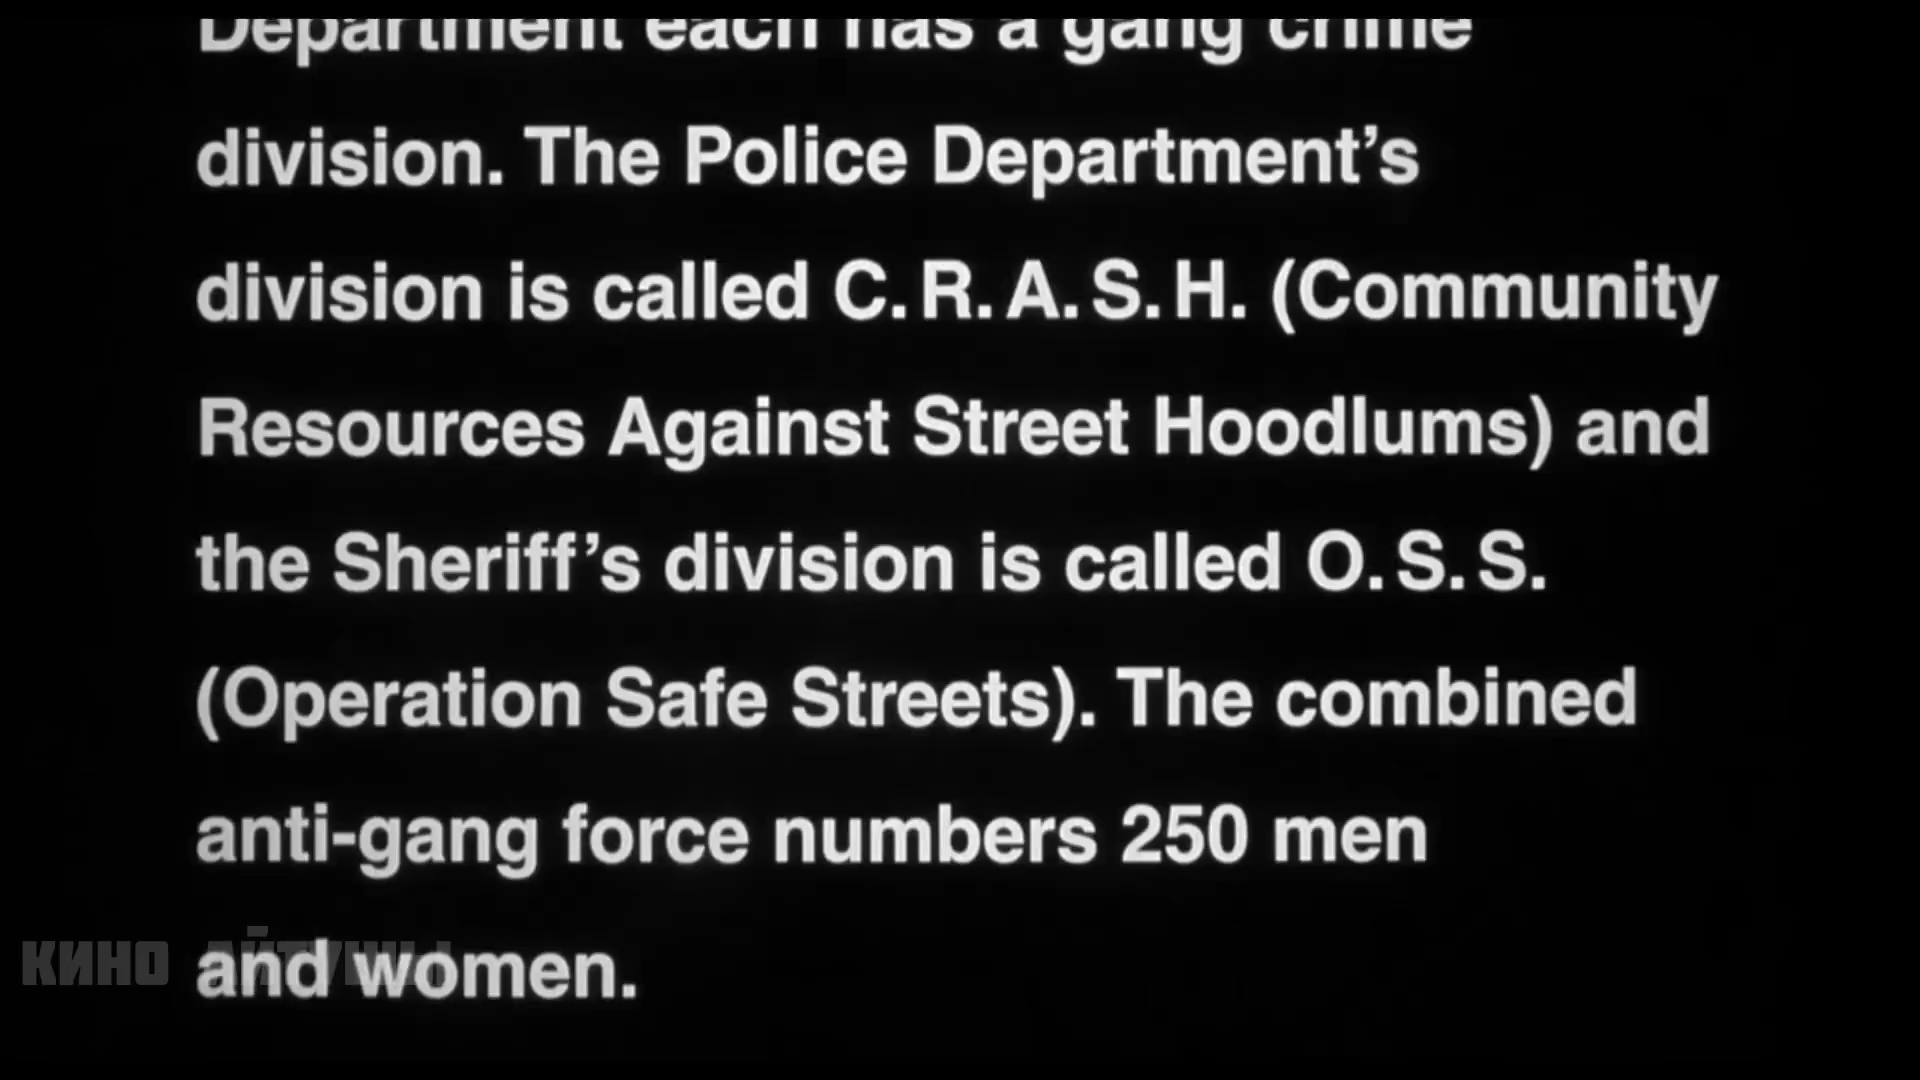 Department each has a gang crime
division. The Police Department's
division is called C.R.A.S.H. (Community
Resources Against Street Hoodlums) and
the Sheriff's division is called O.S.S.
(Operation Safe Streets). The combined
anti-gang force numbers 250 men
and women.
КИНО АЙТУШЫ